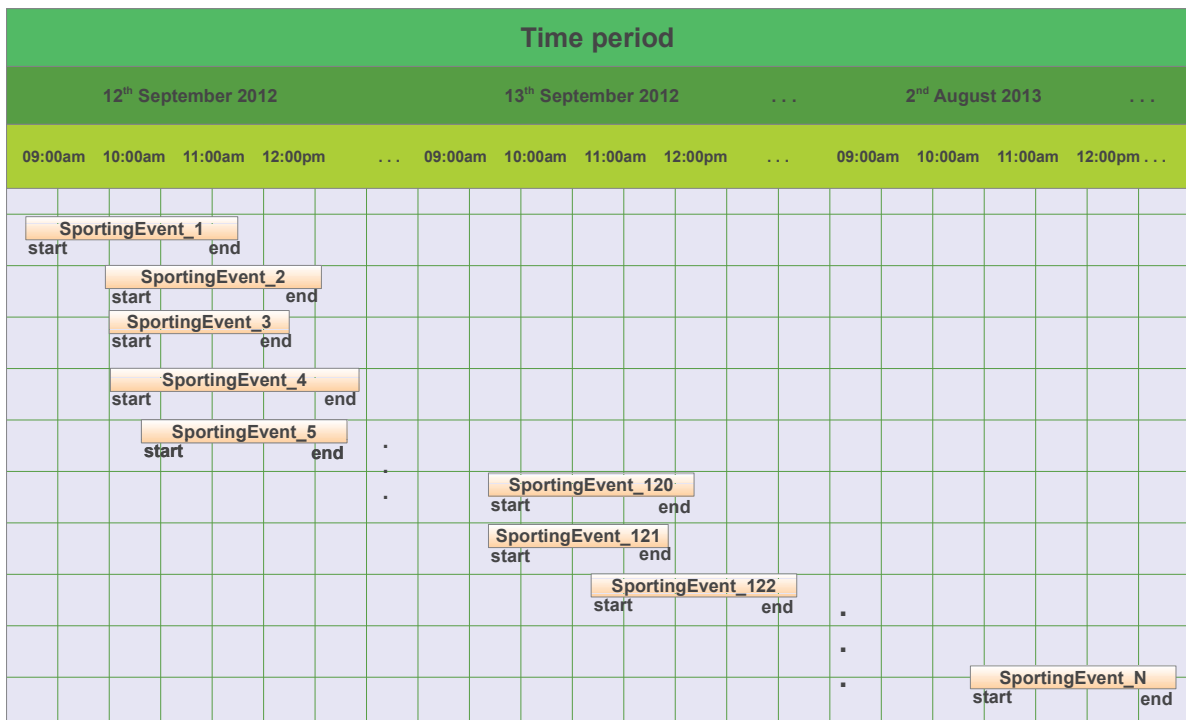 Time period
12th September 2012 13th September 2012 . . . 2nd August 2013 . . .
09:00am 10:00am 11:00am 12:00pm . . . 09:00am 10:00am 11:00am 12:00pm . . . 09:00am 10:00am 11:00am 12:00pm . . .
SportingEvent_1
start end
SportingEvent_2
start end
SportingEvent_3
start end
SportingEvent_4
start end
SportingEvent_5
start end
.
.
.
SportingEvent_120
start end
SportingEvent_121
start end
SportingEvent_122
start end
.
.
.
SportingEvent_N
start end